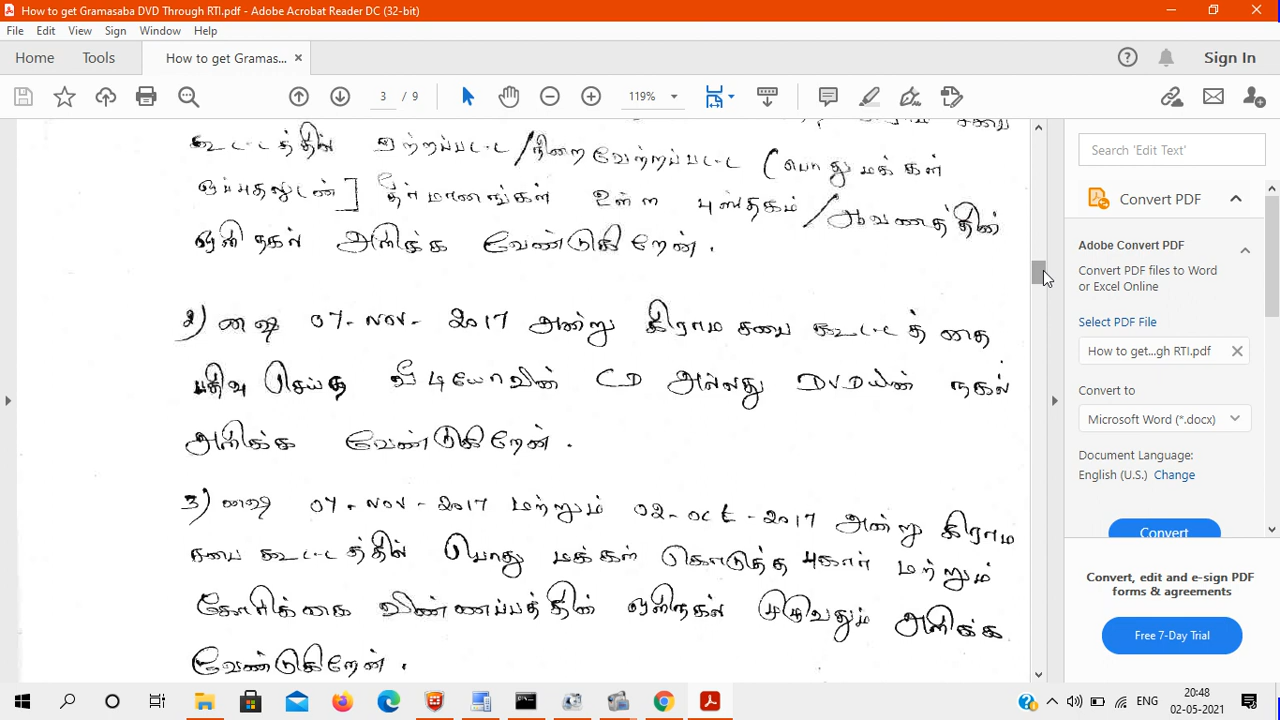 How to get Gramasaba DVD Through RTI.pdf - Adobe Acrobat Reader DC (32-bit)
File Edit View Sign Window Help
Home Tools How to get Gramas... × Sign In
3 / 9 119%
கூட்டத்தின் ஏற்றப்பட்ட/நிறைவேற்றப்பட்ட (பொதுமக்கள்
ஒப்புதலுடன்] தீர்மானங்கள் உள்ள புஸ்தகம்/ஆவணத்தின்
ஒளிநகல் அளிக்க வேண்டுகிறேன்.
2) 07-NOV-2017 அன்று கிராம சபை கூட்டத்தை
பதிவு செய்த வீடியோவின் CD அல்லது DVDயின் நகல்
அளிக்க வேண்டுகிறேன்.
3) 07-NOV-2017 மற்றும் 02-OCT-2017 அன்று கிராம
சபை கூட்டத்தின் பொது மக்கள் கொடுத்த புகார் மற்றும்
கோரிக்கை விண்ணப்பத்தின் ஒளிநகல் முழுவதும் அளிக்க
வேண்டுகிறேன்.
Search 'Edit Text'
Convert PDF
Adobe Convert PDF
Convert PDF files to Word
or Excel Online
Select PDF File
How to get...gh RTI.pdf
Convert to
Microsoft Word (*.docx)
Document Language:
English (U.S.) Change
Convert
Convert, edit and e-sign PDF
forms & agreements
Free 7-Day Trial
ENG
20:48
02-05-2021